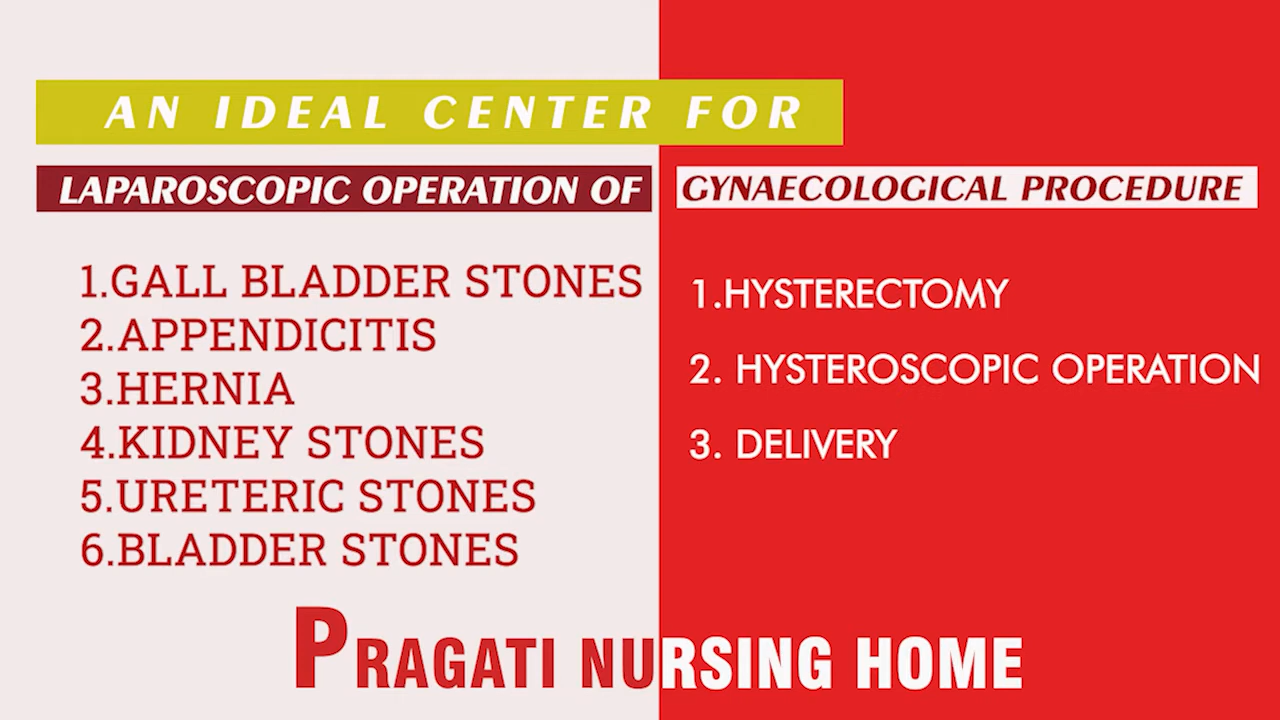 AN IDEAL CENTER FOR
LAPAROSCOPIC OPERATION OF
1.GALL BLADDER STONES
2.APPENDICITIS
3.HERNIA
4.KIDNEY STONES
5.URETERIC STONES
6.BLADDER STONES
GYNAECOLOGICAL PROCEDURE
1.HYSTERECTOMY
2. HYSTEROSCOPIC OPERATION
3. DELIVERY
PRAGATI NURSING HOME